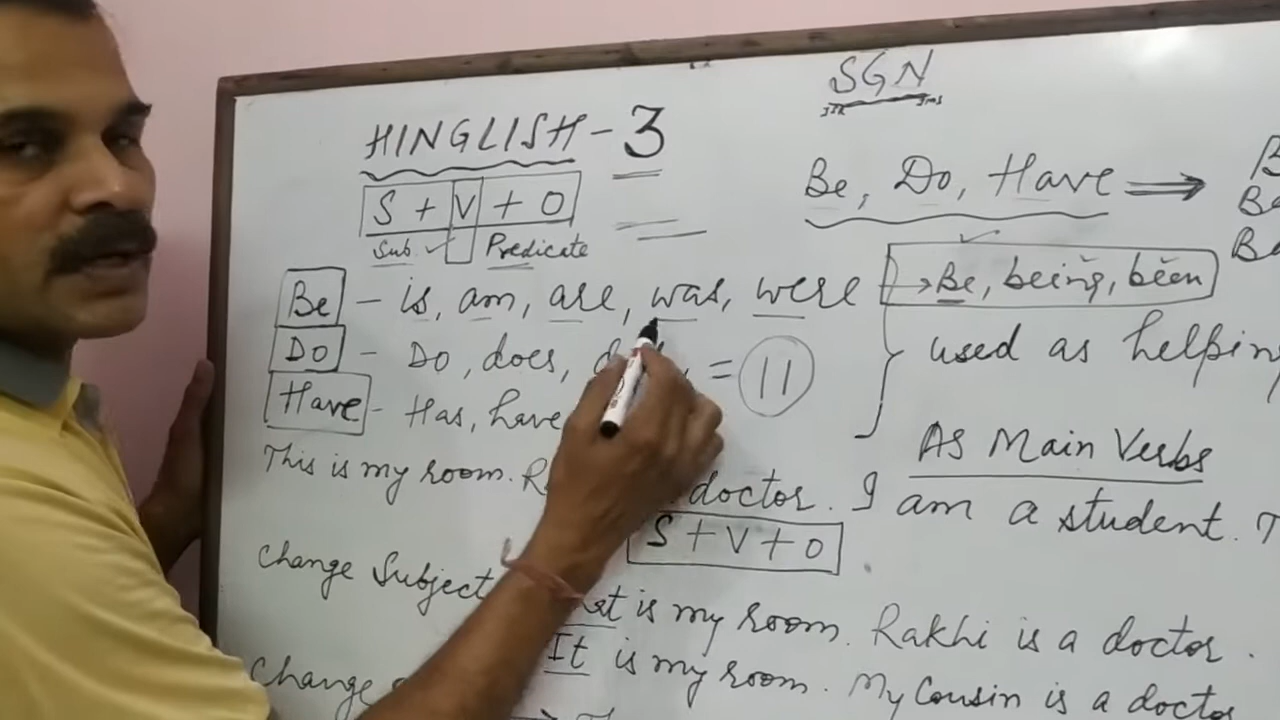 SGN
HINGLISH - 3
S + V + O
Sub Predicate
Be, Do, Have ⇒
Be - is, am, are, was, were → Be, being, been
Do - Do, does, = 11
used as helping
Have - Has, have
As Main Verbs
This is my room. doctor. I am a student.
S + V + O
Change Subject is my room. Rakhi is a doctor.
Change It is my room. My Cousin is a doctor